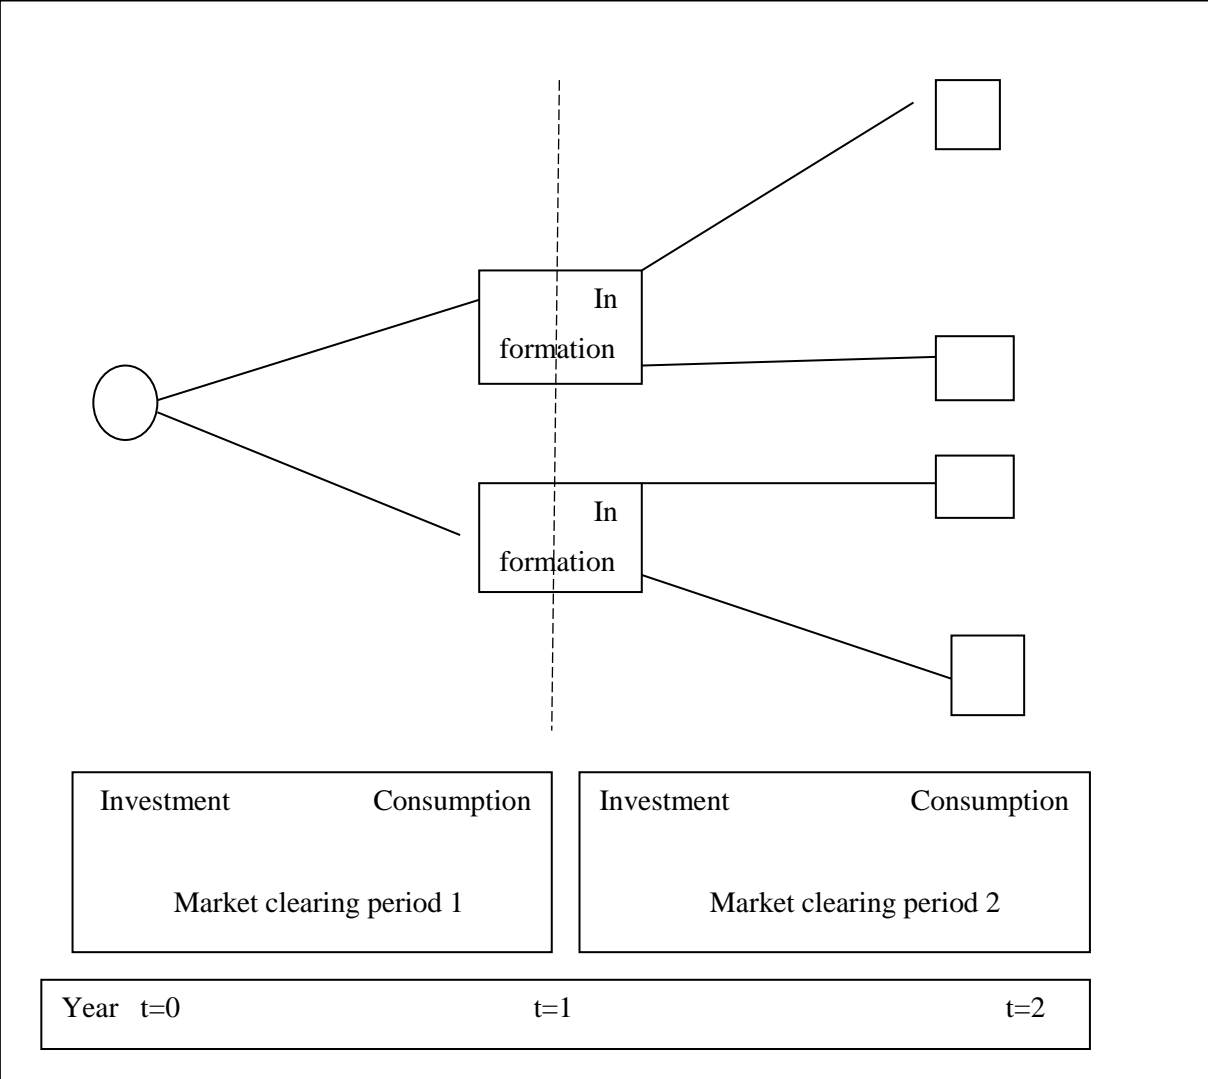 In
formation
In
formation
Investment Consumption
Investment Consumption
Market clearing period 1
Market clearing period 2
Year t=0 t=1 t=2